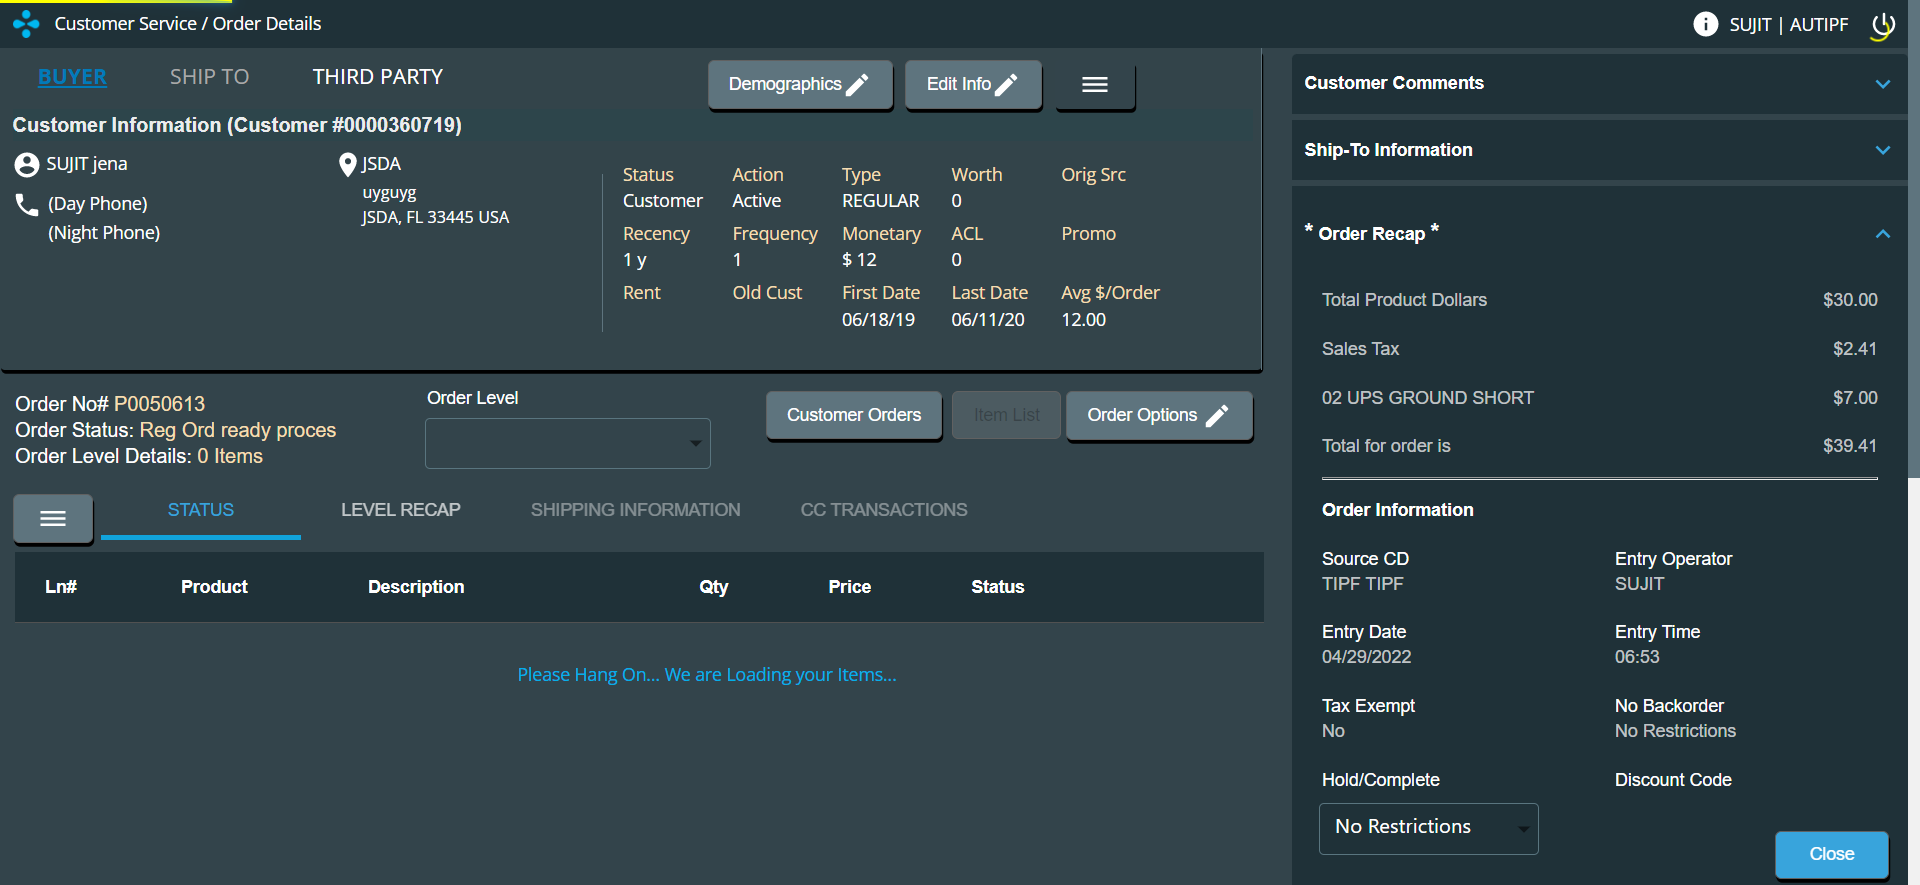 Customer Service / Order Details
SUJIT | AUTIPF
BUYER
SHIP TO
THIRD PARTY
Demographics
Edit Info
Customer Information (Customer #0000360719)
SUJIT jena
(Day Phone)
(Night Phone)
JSDA
uyguyg
JSDA, FL 33445 USA
Status
Customer
Action
Active
Type
REGULAR
Worth
0
Orig Src
Recency
1 y
Frequency
1
Monetary
$ 12
ACL
0
Promo
Rent
Old Cust
First Date
06/18/19
Last Date
06/11/20
Avg $/Order
12.00
Order No# P0050613
Order Status: Reg Ord ready proces
Order Level Details: 0 Items
Order Level
Customer Orders
Item List
Order Options
STATUS
LEVEL RECAP
SHIPPING INFORMATION
CC TRANSACTIONS
Ln#
Product
Description
Qty
Price
Status
Please Hang On... We are Loading your Items...
Customer Comments
Ship-To Information
* Order Recap *
Total Product Dollars
$30.00
Sales Tax
$2.41
02 UPS GROUND SHORT
$7.00
Total for order is
$39.41
Order Information
Source CD
TIPF TIPF
Entry Operator
SUJIT
Entry Date
04/29/2022
Entry Time
06:53
Tax Exempt
No
No Backorder
No Restrictions
Hold/Complete
No Restrictions
Discount Code
Close